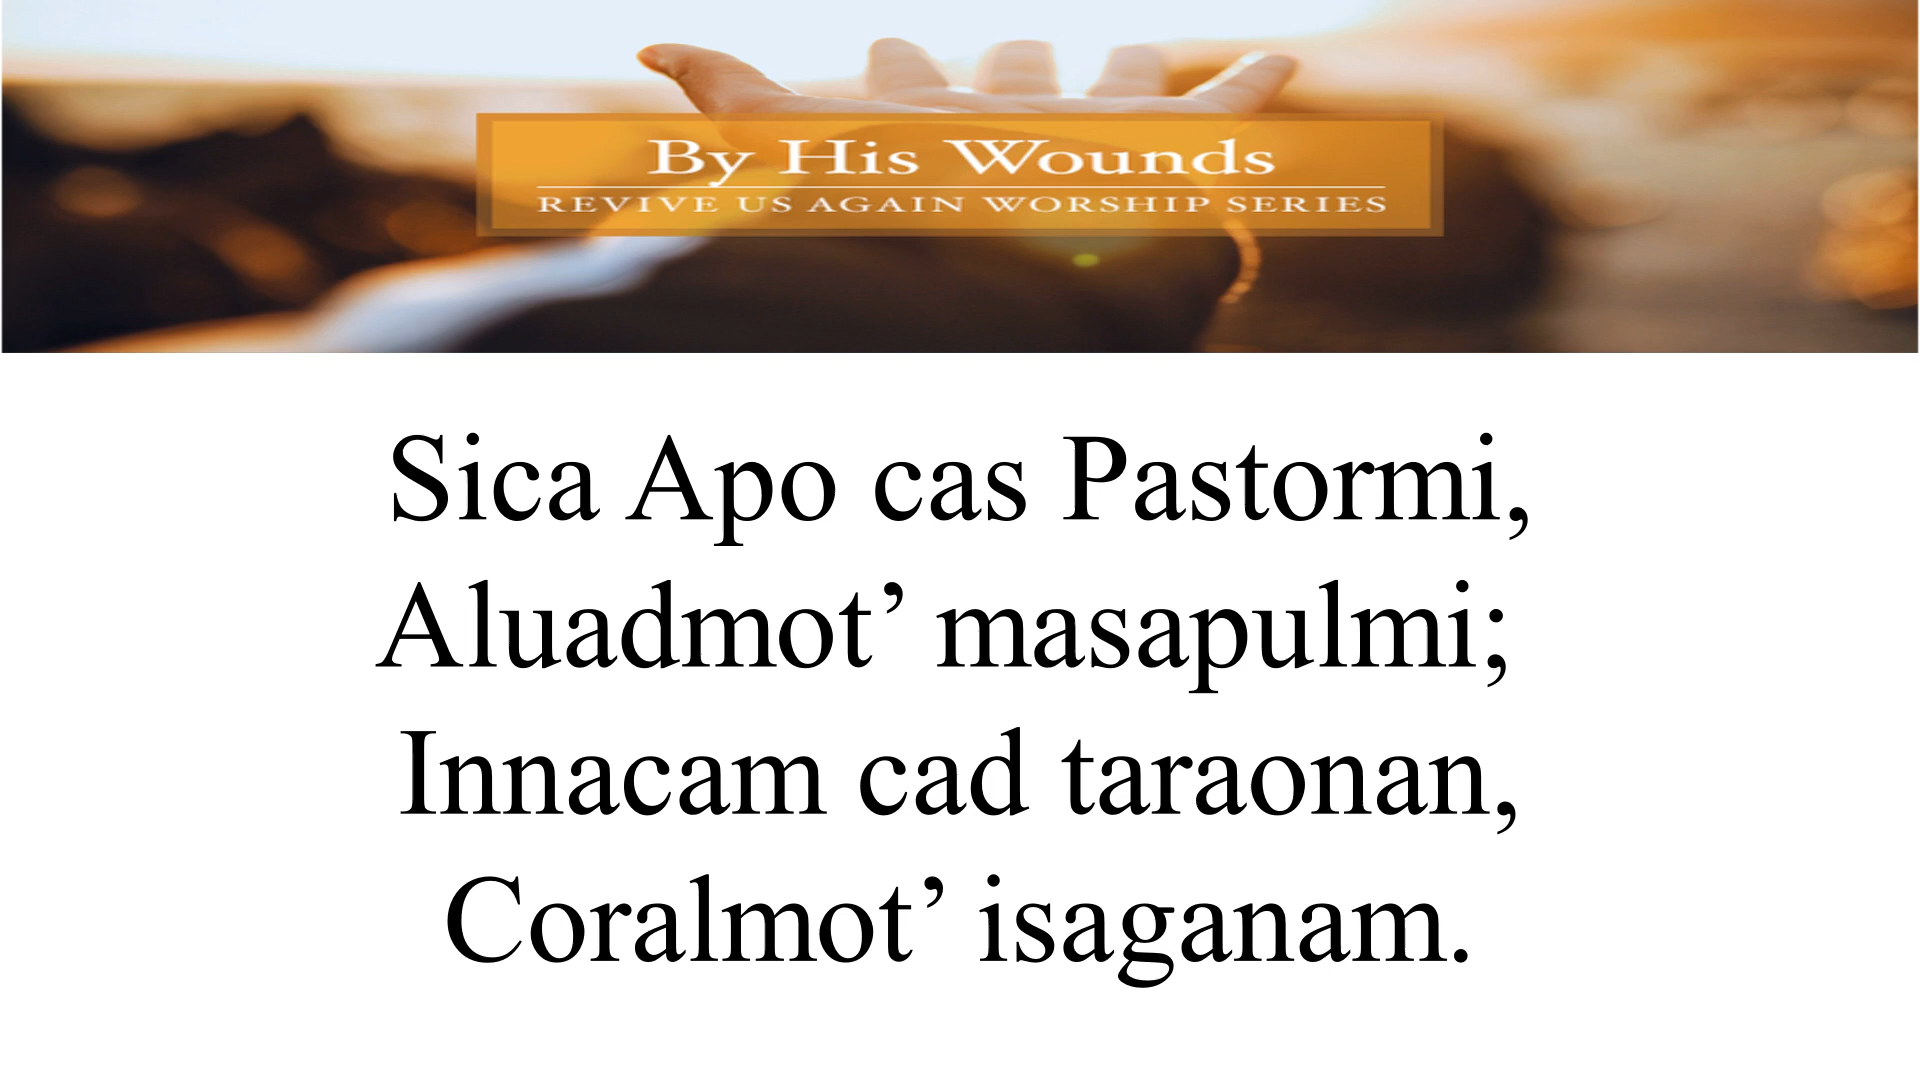 By His Wounds
REVIVE US AGAIN WORSHIP SERIES
Sica Apo cas Pastormi,
Aluadmot’ masapulmi;
Innacam cad taraonan,
Coralmot’ isaganam.